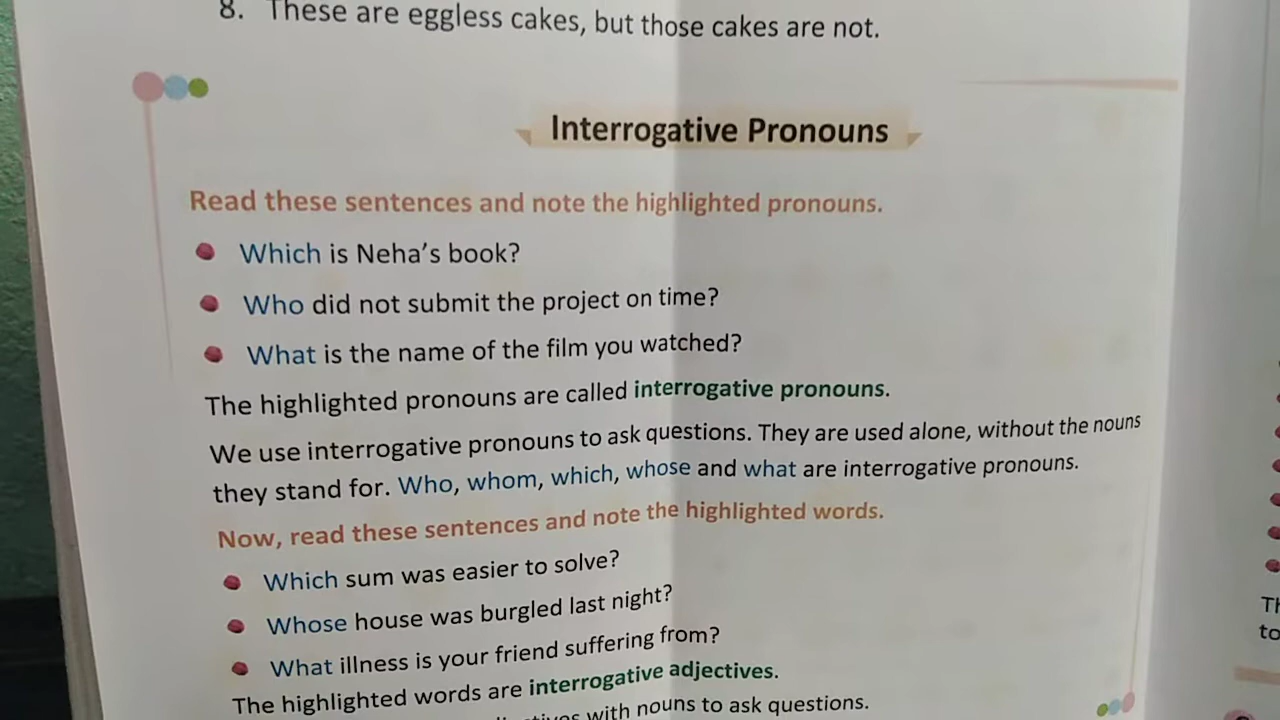 8. These are eggless cakes, but those cakes are not.
Interrogative Pronouns
Read these sentences and note the highlighted pronouns.
Which is Neha's book?
Who did not submit the project on time?
What is the name of the film you watched?
The highlighted pronouns are called interrogative pronouns.
We use interrogative pronouns to ask questions. They are used alone, without the nouns
they stand for. Who, whom, which, whose and what are interrogative pronouns.
Now, read these sentences and note the highlighted words.
Which sum was easier to solve?
Whose house was burgled last night?
What illness is your friend suffering from?
The highlighted words are interrogative adjectives.
with nouns to ask questions.
to